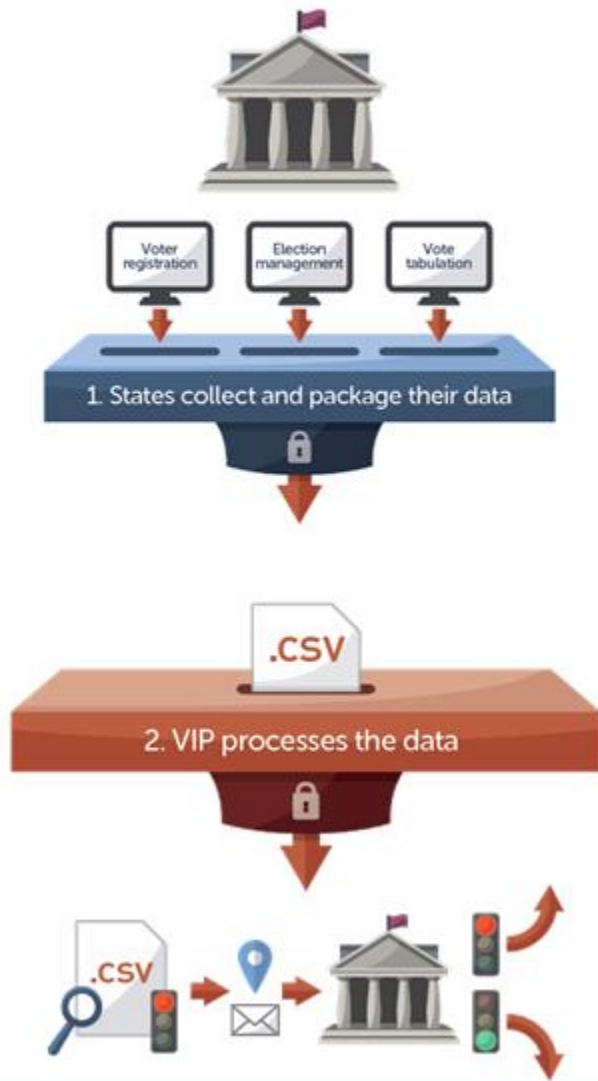 Voter
registration
Election
management
Vote
tabulation
1. States collect and package their data
.CSV
2. VIP processes the data
.CSV